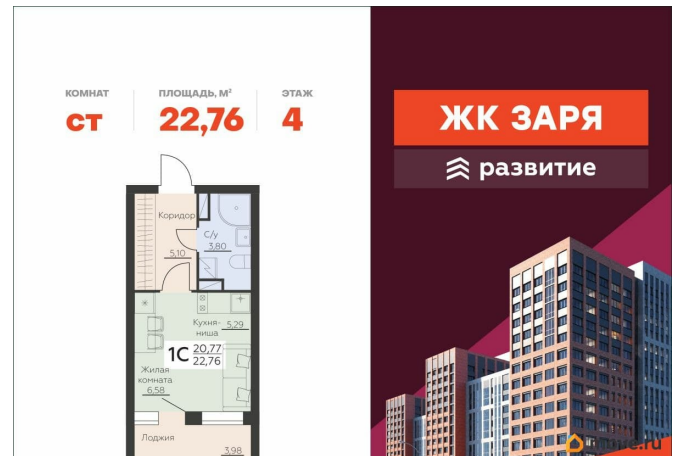 КОМНАТ
ПЛОЩАДЬ, М²
ЭТАЖ
ст
22,76
4
ЖК ЗАРЯ
развитие
Коридор
5,10
С/у
3,80
Кухня-
ниша
5,29
1С
20,77
22,76
Жилая
комната
6,58
Лоджия
3,98